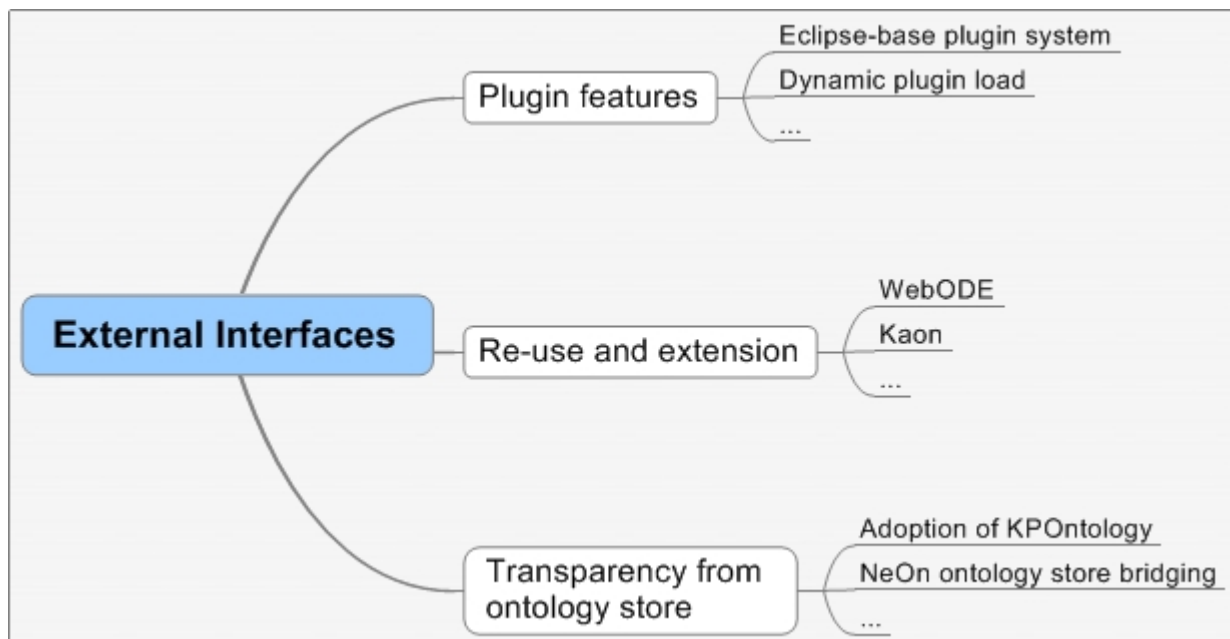 External Interfaces
Plugin features
Eclipse-base plugin system
Dynamic plugin load
...
Re-use and extension
WebODE
Kaon
...
Transparency from
ontology store
Adoption of KPOntology
NeOn ontology store bridging
...